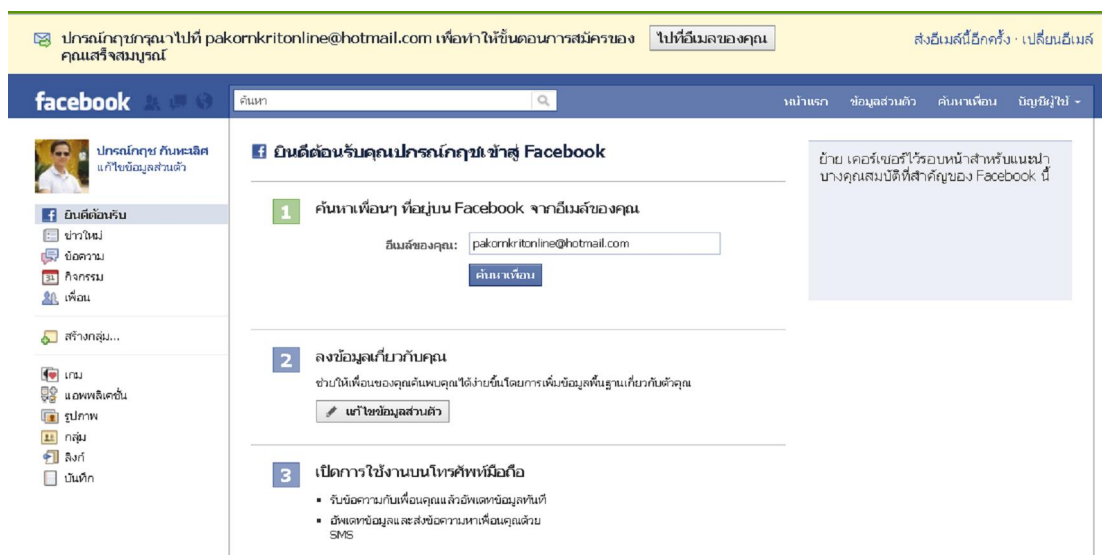 ปกรณ์กฤชกรุณาไปที่ pakornkritonline@hotmail.com เพื่อทำให้ขั้นตอนการสมัครของ
คุณเสร็จสมบูรณ์
ไปที่อีเมลของคุณ
ส่งอีเมล์นี้อีกครั้ง · เปลี่ยนอีเมล์
facebook
ค้นหา
หน้าแรก ข้อมูลส่วนตัว ค้นหาเพื่อน บัญชีผู้ใช้
ปกรณ์กฤช กันทะเลิศ
แก้ไขข้อมูลส่วนตัว
ยินดีต้อนรับ
ข่าวใหม่
ข้อความ
31 กิจกรรม
เพื่อน
สร้างกลุ่ม...
เกม
แอพพลิเคชั่น
รูปภาพ
กลุ่ม
ลิงก์
บันทึก
ยินดีต้อนรับคุณปกรณ์กฤชเข้าสู่ Facebook
1 ค้นหาเพื่อนๆ ที่อยู่บน Facebook จากอีเมล์ของคุณ
อีเมล์ของคุณ: pakornkritonline@hotmail.com
ค้นหาเพื่อน
2 ลงข้อมูลเกี่ยวกับคุณ
ช่วยให้เพื่อนของคุณค้นพบคุณได้ง่ายขึ้นโดยการเพิ่มข้อมูลพื้นฐานเกี่ยวกับตัวคุณ
แก้ไขข้อมูลส่วนตัว
3 เปิดการใช้งานบนโทรศัพท์มือถือ
▪ รับข้อความกับเพื่อนคุณแล้วอัพเดทข้อมูลทันที
▪ อัพเดทข้อมูลและส่งข้อความหาเพื่อนคุณด้วย
SMS
ย้าย เคอร์เซอร์ไว้รอบหน้าสำหรับแนะนำ
บางคุณสมบัติที่สำคัญของ Facebook นี้